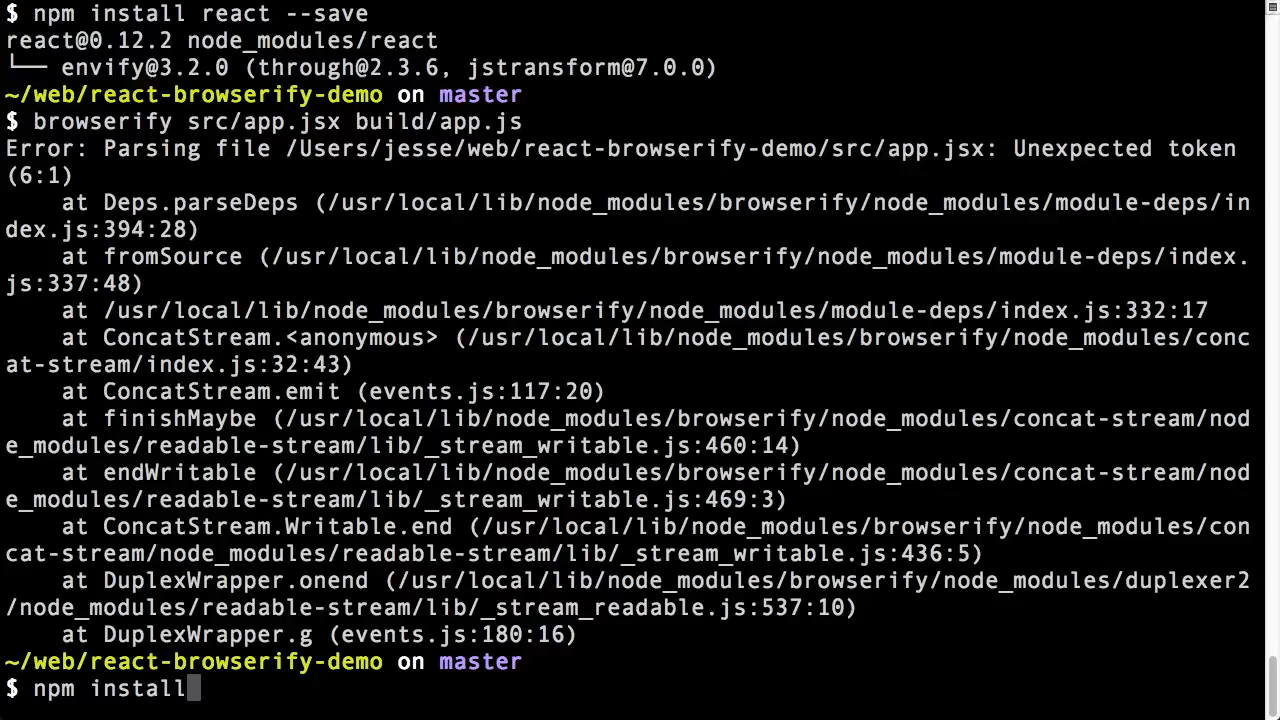 $ npm install react --save
react@0.12.2 node_modules/react
└── envify@3.2.0 (through@2.3.6, jstransform@7.0.0)
~/web/react-browserify-demo on master
$ browserify src/app.jsx build/app.js
Error: Parsing file /Users/jesse/web/react-browserify-demo/src/app.jsx: Unexpected token
(6:1)
    at Deps.parseDeps (/usr/local/lib/node_modules/browserify/node_modules/module-deps/in
dex.js:394:28)
    at fromSource (/usr/local/lib/node_modules/browserify/node_modules/module-deps/index.
js:337:48)
    at /usr/local/lib/node_modules/browserify/node_modules/module-deps/index.js:332:17
    at ConcatStream.<anonymous> (/usr/local/lib/node_modules/browserify/node_modules/conc
at-stream/index.js:32:43)
    at ConcatStream.emit (events.js:117:20)
    at finishMaybe (/usr/local/lib/node_modules/browserify/node_modules/concat-stream/nod
e_modules/readable-stream/lib/_stream_writable.js:460:14)
    at endWritable (/usr/local/lib/node_modules/browserify/node_modules/concat-stream/nod
e_modules/readable-stream/lib/_stream_writable.js:469:3)
    at ConcatStream.Writable.end (/usr/local/lib/node_modules/browserify/node_modules/con
cat-stream/node_modules/readable-stream/lib/_stream_writable.js:436:5)
    at DuplexWrapper.onend (/usr/local/lib/node_modules/browserify/node_modules/duplexer2
/node_modules/readable-stream/lib/_stream_readable.js:537:10)
    at DuplexWrapper.g (events.js:180:16)
~/web/react-browserify-demo on master
$ npm install